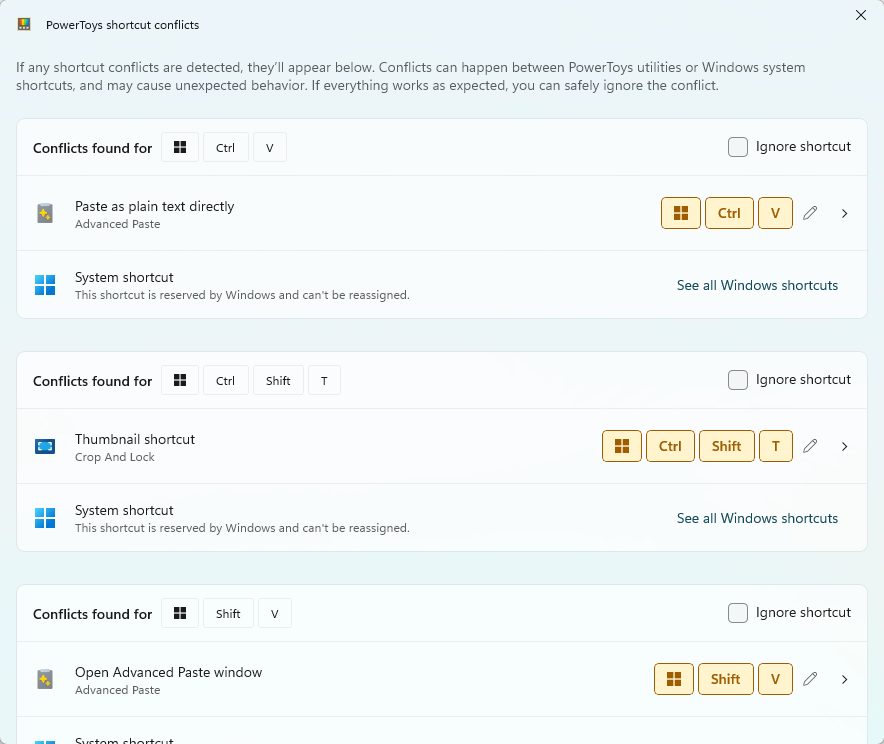 PowerToys shortcut conflicts
If any shortcut conflicts are detected, they’ll appear below. Conflicts can happen between PowerToys utilities or Windows system
shortcuts, and may cause unexpected behavior. If everything works as expected, you can safely ignore the conflict.
Conflicts found for Ctrl V Ignore shortcut
Paste as plain text directly
Advanced Paste
Ctrl V
System shortcut
This shortcut is reserved by Windows and can't be reassigned.
See all Windows shortcuts
Conflicts found for Ctrl Shift T Ignore shortcut
Thumbnail shortcut
Crop And Lock
Ctrl Shift T
System shortcut
This shortcut is reserved by Windows and can't be reassigned.
See all Windows shortcuts
Conflicts found for Shift V Ignore shortcut
Open Advanced Paste window
Advanced Paste
Shift V
System shortcut